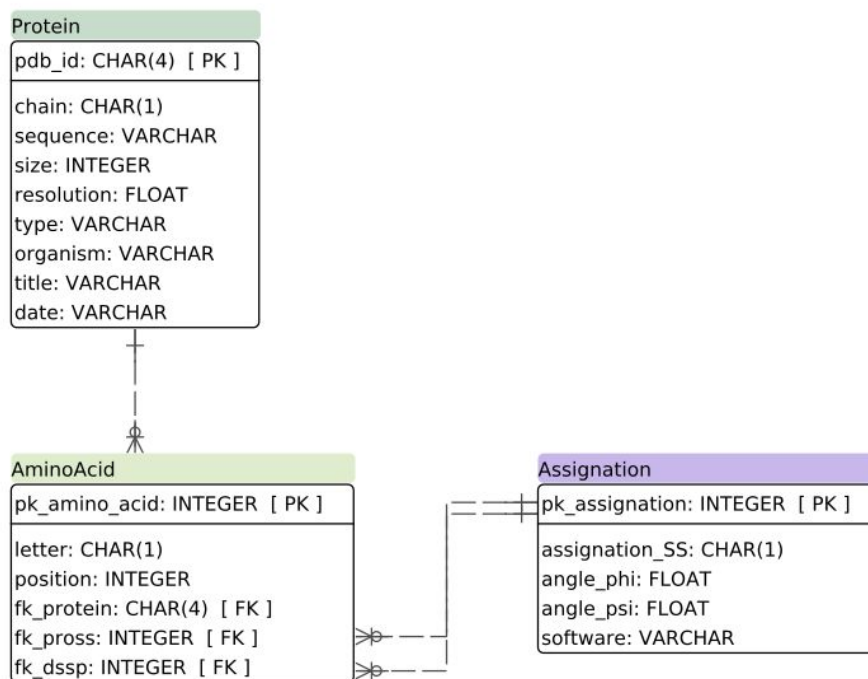 Protein
pdb_id: CHAR(4) [ PK ]
chain: CHAR(1)
sequence: VARCHAR
size: INTEGER
resolution: FLOAT
type: VARCHAR
organism: VARCHAR
title: VARCHAR
date: VARCHAR
AminoAcid
pk_amino_acid: INTEGER [ PK ]
letter: CHAR(1)
position: INTEGER
fk_protein: CHAR(4) [ FK ]
fk_pross: INTEGER [ FK ]
fk_dssp: INTEGER [ FK ]
Assignation
pk_assignation: INTEGER [ PK ]
assignation_SS: CHAR(1)
angle_phi: FLOAT
angle_psi: FLOAT
software: VARCHAR